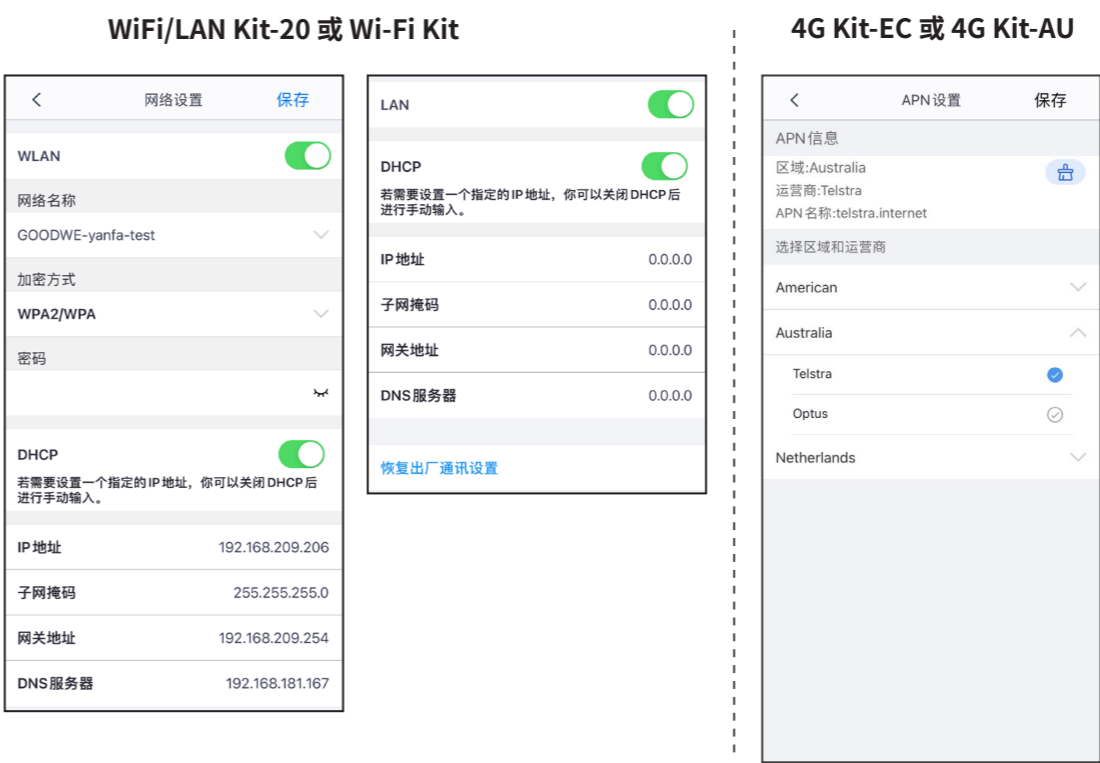 WiFi/LAN Kit-20 或 Wi-Fi Kit
网络设置
保存
WLAN
网络名称
GOODWE-yanfa-test
加密方式
WPA2/WPA
密码
DHCP
若需要设置一个指定的IP地址，你可以关闭DHCP后
进行手动输入。
IP地址 192.168.209.206
子网掩码 255.255.255.0
网关地址 192.168.209.254
DNS服务器 192.168.181.167
LAN
DHCP
若需要设置一个指定的IP地址，你可以关闭DHCP后
进行手动输入。
IP地址 0.0.0.0
子网掩码 0.0.0.0
网关地址 0.0.0.0
DNS服务器 0.0.0.0
恢复出厂通讯设置
4G Kit-EC 或 4G Kit-AU
APN设置
保存
APN信息
区域:Australia
运营商:Telstra
APN名称:telstra.internet
选择区域和运营商
American
Australia
Telstra
Optus
Netherlands